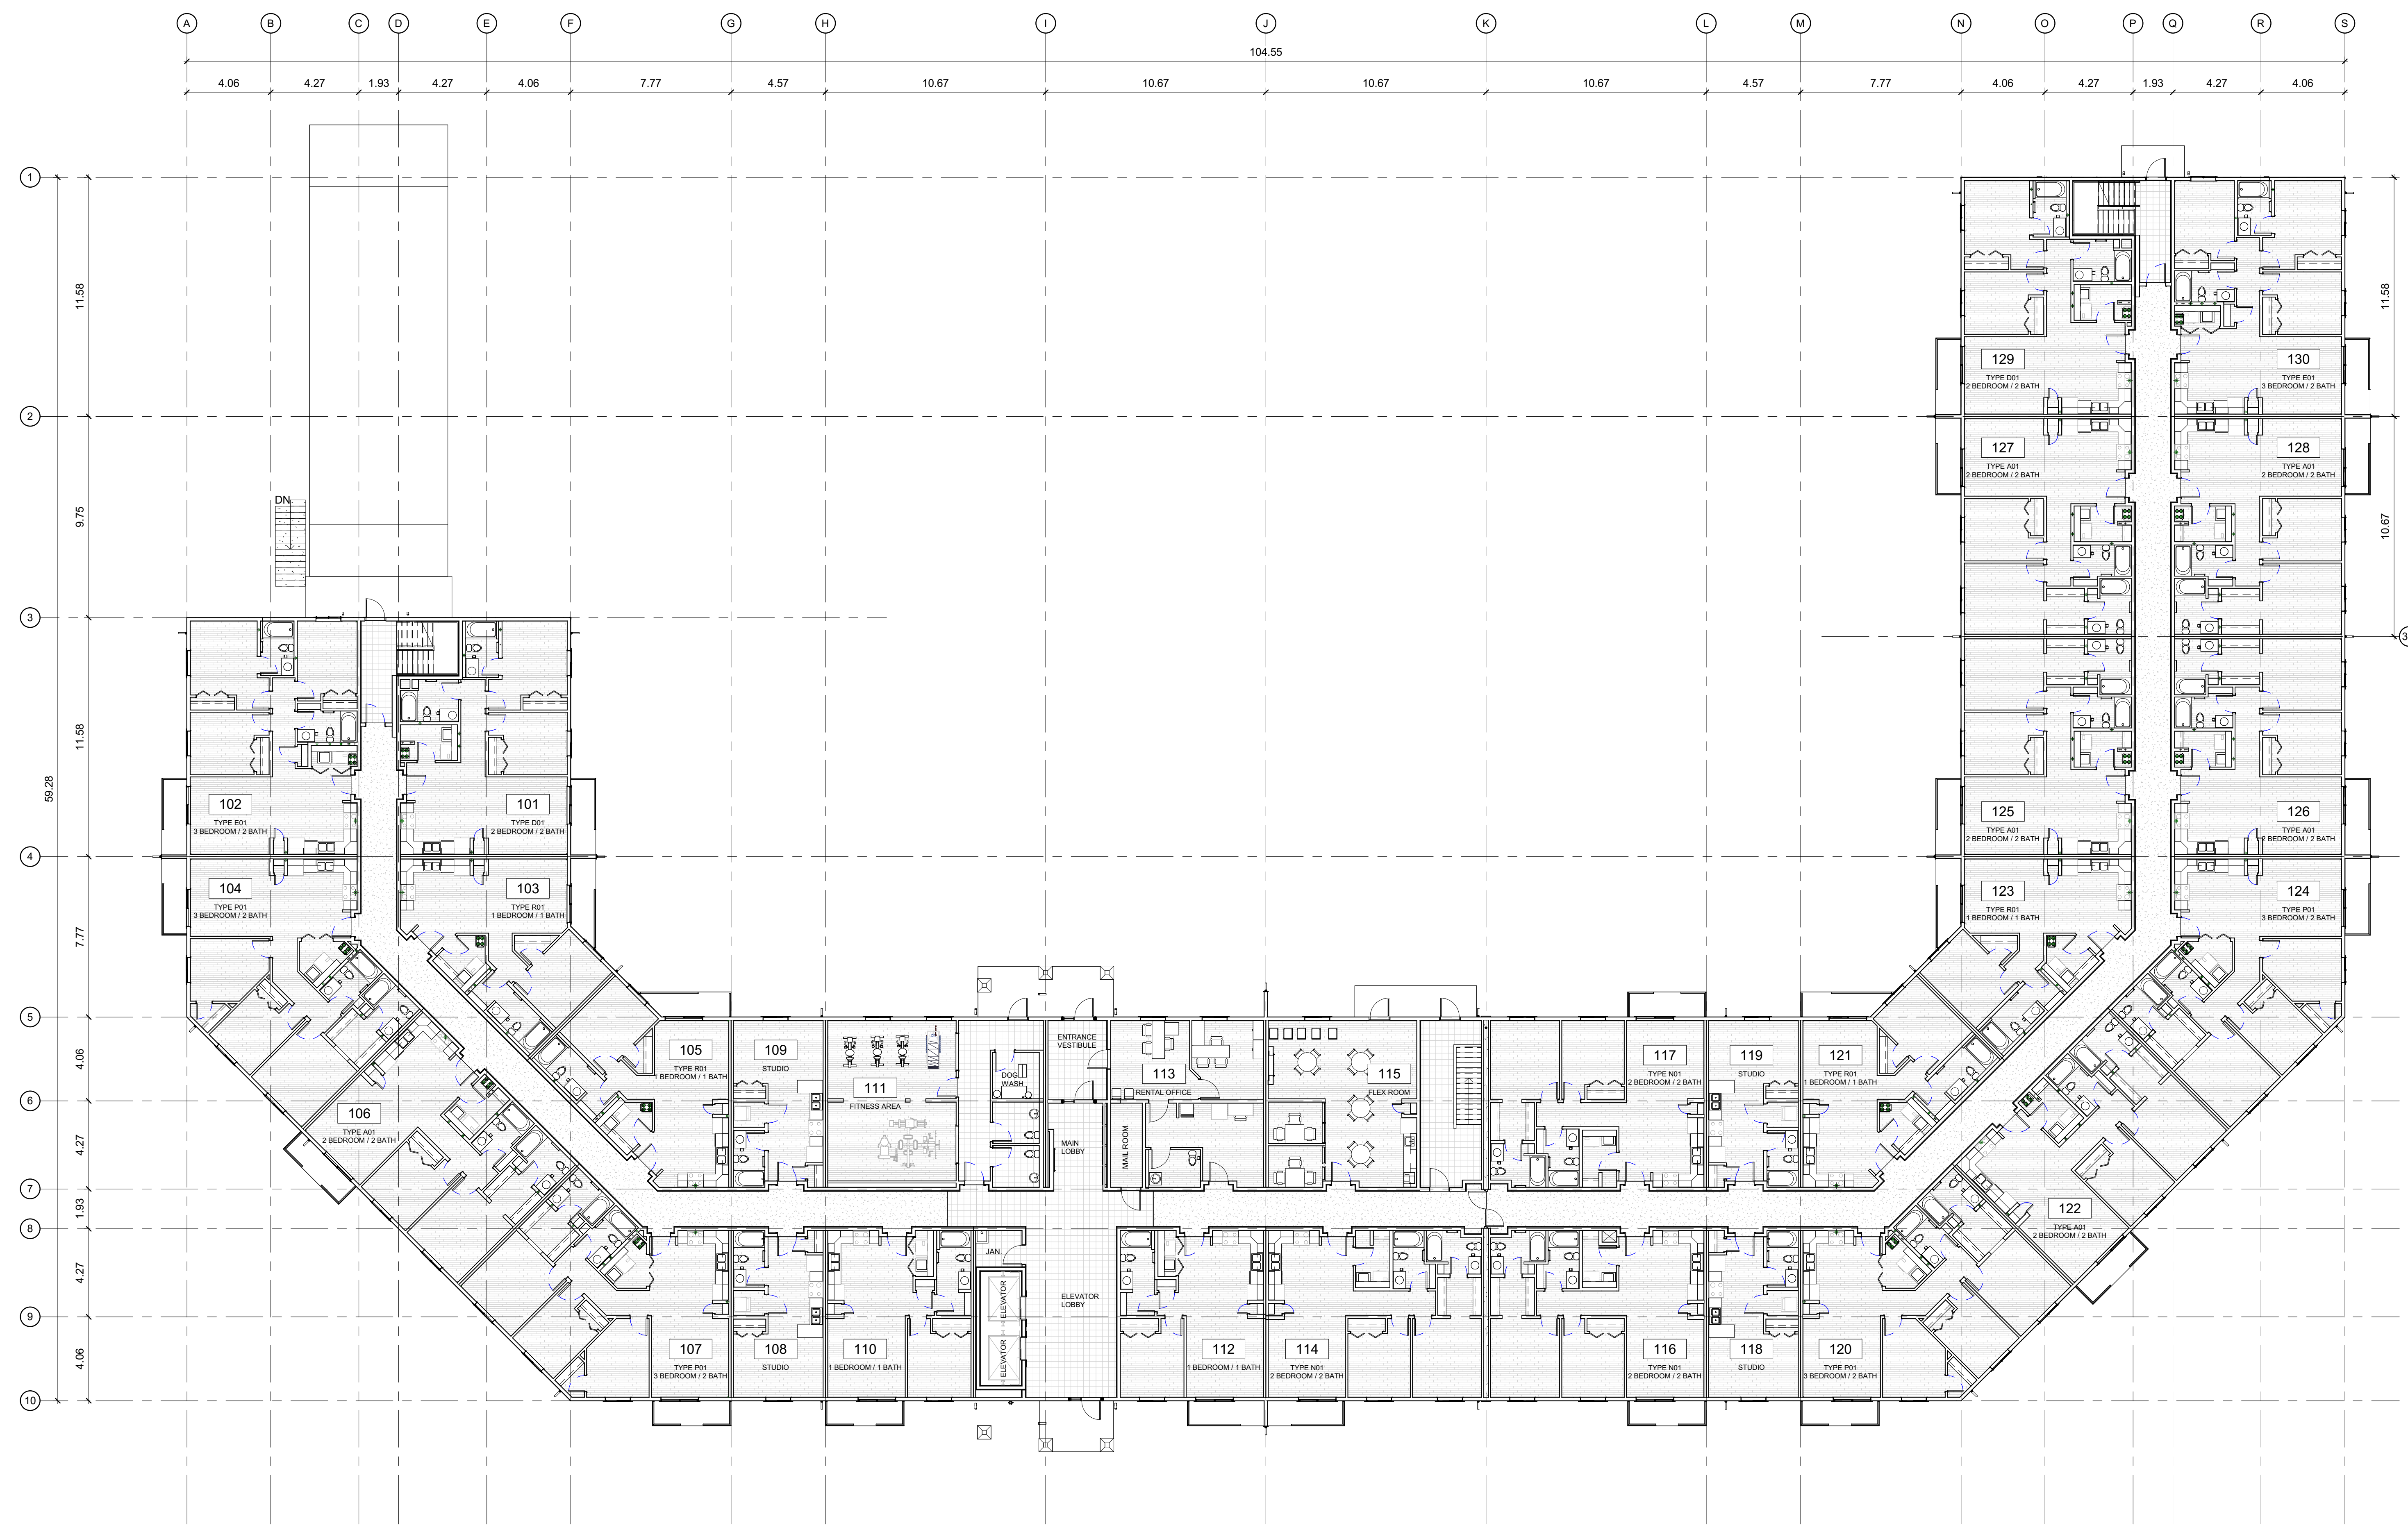 A B C D E F G H I J K L M N O P Q R S
104.55
4.06 4.27 1.93 4.27 4.06 7.77 4.57 10.67 10.67 10.67 10.67 4.57 7.77 4.06 4.27 1.93 4.27 4.06
1
11.58
11.58
129
TYPE D01
2 BEDROOM / 2 BATH
130
TYPE E01
3 BEDROOM / 2 BATH
2
127
TYPE A01
2 BEDROOM / 2 BATH
128
TYPE A01
2 BEDROOM / 2 BATH
DN
9.75
10.67
3
3
11.58
59.28
102
TYPE E01
3 BEDROOM / 2 BATH
101
TYPE D01
2 BEDROOM / 2 BATH
125
TYPE A01
2 BEDROOM / 2 BATH
126
TYPE A01
2 BEDROOM / 2 BATH
4
104
TYPE P01
3 BEDROOM / 2 BATH
103
TYPE R01
1 BEDROOM / 1 BATH
123
TYPE R01
1 BEDROOM / 1 BATH
124
TYPE P01
3 BEDROOM / 2 BATH
7.77
5
4.06
105
TYPE R01
1 BEDROOM / 1 BATH
109
STUDIO
111
FITNESS AREA
DOG
WASH
ENTRANCE
VESTIBULE
113
RENTAL OFFICE
115
FLEX ROOM
117
TYPE N01
2 BEDROOM / 2 BATH
119
STUDIO
121
TYPE R01
1 BEDROOM / 1 BATH
6
106
TYPE A01
2 BEDROOM / 2 BATH
4.27
MAIN
LOBBY
MAIL ROOM
7
1.93
122
TYPE A01
2 BEDROOM / 2 BATH
8
4.27
JAN.
ELEVATOR
ELEVATOR
ELEVATOR
LOBBY
9
4.06
107
TYPE P01
3 BEDROOM / 2 BATH
108
STUDIO
110
1 BEDROOM / 1 BATH
112
1 BEDROOM / 1 BATH
114
TYPE N01
2 BEDROOM / 2 BATH
116
TYPE N01
2 BEDROOM / 2 BATH
118
STUDIO
120
TYPE P01
3 BEDROOM / 2 BATH
10